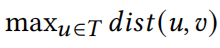 max_{u∈T} dist(u, v)